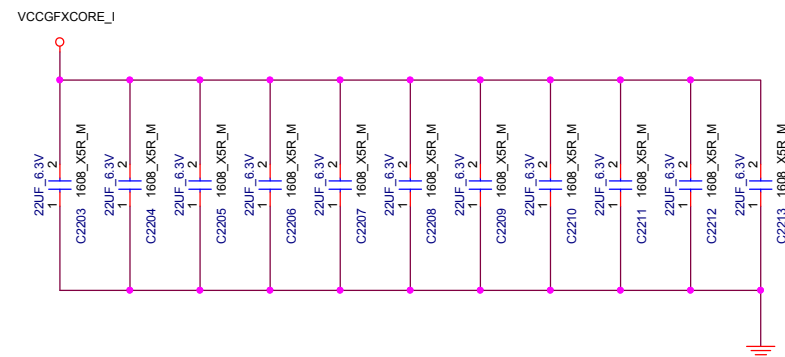 VCCGFXCORE_I
22UF_6.3V
1 2
1608_X5R_M
C2203
22UF_6.3V
1 2
1608_X5R_M
C2204
22UF_6.3V
1 2
1608_X5R_M
C2205
22UF_6.3V
1 2
1608_X5R_M
C2206
22UF_6.3V
1 2
1608_X5R_M
C2207
22UF_6.3V
1 2
1608_X5R_M
C2208
22UF_6.3V
1 2
1608_X5R_M
C2209
22UF_6.3V
1 2
1608_X5R_M
C2210
22UF_6.3V
1 2
1608_X5R_M
C2211
22UF_6.3V
1 2
1608_X5R_M
C2212
22UF_6.3V
1 2
1608_X5R_M
C2213